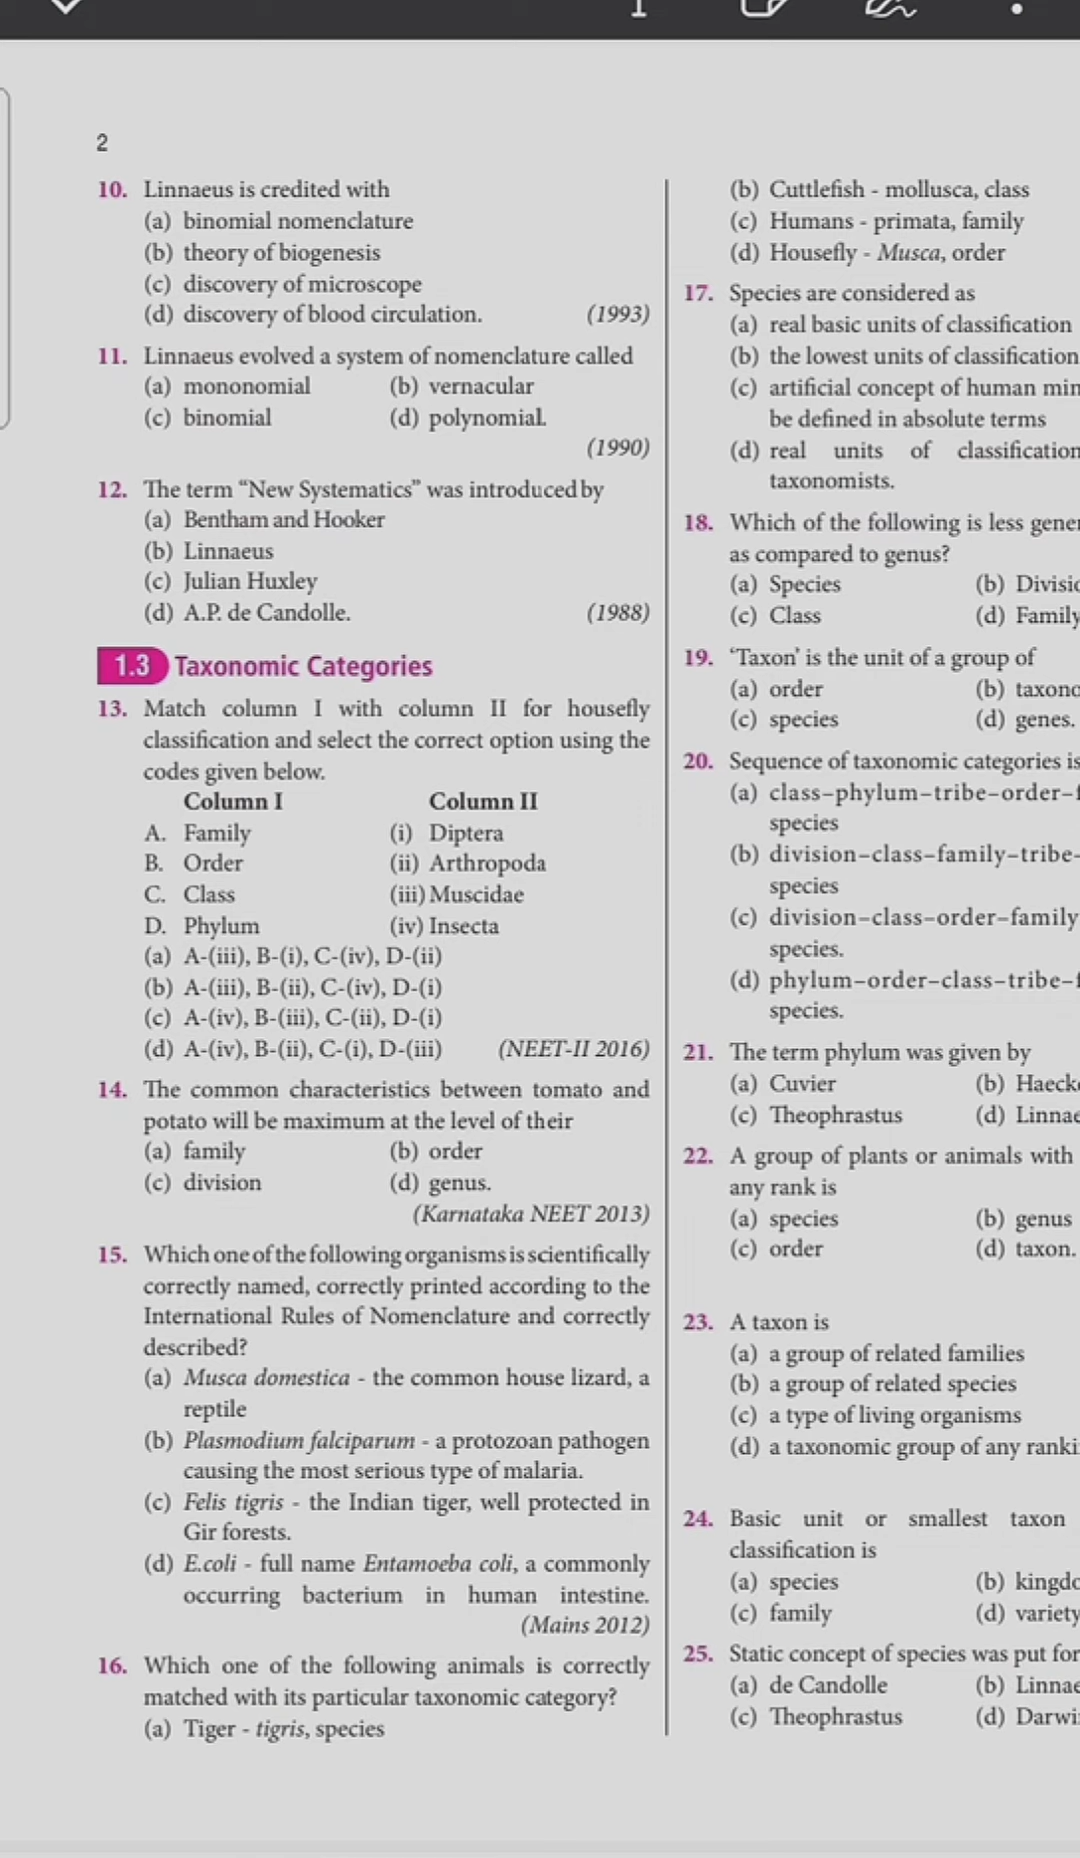 2
10. Linnaeus is credited with
(a) binomial nomenclature
(b) theory of biogenesis
(c) discovery of microscope
(d) discovery of blood circulation. (1993)
11. Linnaeus evolved a system of nomenclature called
(a) mononomial (b) vernacular
(c) binomial (d) polynomial.
(1990)
12. The term “New Systematics” was introduced by
(a) Bentham and Hooker
(b) Linnaeus
(c) Julian Huxley
(d) A.P. de Candolle. (1988)
1.3 Taxonomic Categories
13. Match column I with column II for housefly
classification and select the correct option using the
codes given below.
Column I Column II
A. Family (i) Diptera
B. Order (ii) Arthropoda
C. Class (iii) Muscidae
D. Phylum (iv) Insecta
(a) A-(iii), B-(i), C-(iv), D-(ii)
(b) A-(iii), B-(ii), C-(iv), D-(i)
(c) A-(iv), B-(iii), C-(ii), D-(i)
(d) A-(iv), B-(ii), C-(i), D-(iii) (NEET-II 2016)
14. The common characteristics between tomato and
potato will be maximum at the level of their
(a) family (b) order
(c) division (d) genus.
(Karnataka NEET 2013)
15. Which one of the following organisms is scientifically
correctly named, correctly printed according to the
International Rules of Nomenclature and correctly
described?
(a) Musca domestica - the common house lizard, a
reptile
(b) Plasmodium falciparum - a protozoan pathogen
causing the most serious type of malaria.
(c) Felis tigris - the Indian tiger, well protected in
Gir forests.
(d) E.coli - full name Entamoeba coli, a commonly
occurring bacterium in human intestine.
(Mains 2012)
16. Which one of the following animals is correctly
matched with its particular taxonomic category?
(a) Tiger - tigris, species
(b) Cuttlefish - mollusca, class
(c) Humans - primata, family
(d) Housefly - Musca, order
17. Species are considered as
(a) real basic units of classification
(b) the lowest units of classification
(c) artificial concept of human
be defined in absolute terms
(d) real units of classification
taxonomists.
18. Which of the following is less
as compared to genus?
(a) Species (b)
(c) Class (d) Family
19. ‘Taxon’ is the unit of a group of
(a) order (b)
(c) species (d) genes.
20. Sequence of taxonomic categories is
(a) class–phylum–tribe–order–
species
(b) division–class–family–tribe–
species
(c) division–class–order–family
species.
(d) phylum–order–class–tribe–
species.
21. The term phylum was given by
(a) Cuvier (b)
(c) Theophrastus (d)
22. A group of plants or animals with
any rank is
(a) species (b) genus
(c) order (d) taxon.
23. A taxon is
(a) a group of related families
(b) a group of related species
(c) a type of living organisms
(d) a taxonomic group of any
24. Basic unit or smallest taxon
classification is
(a) species (b)
(c) family (d) variety
25. Static concept of species was put
(a) de Candolle (b)
(c) Theophrastus (d)